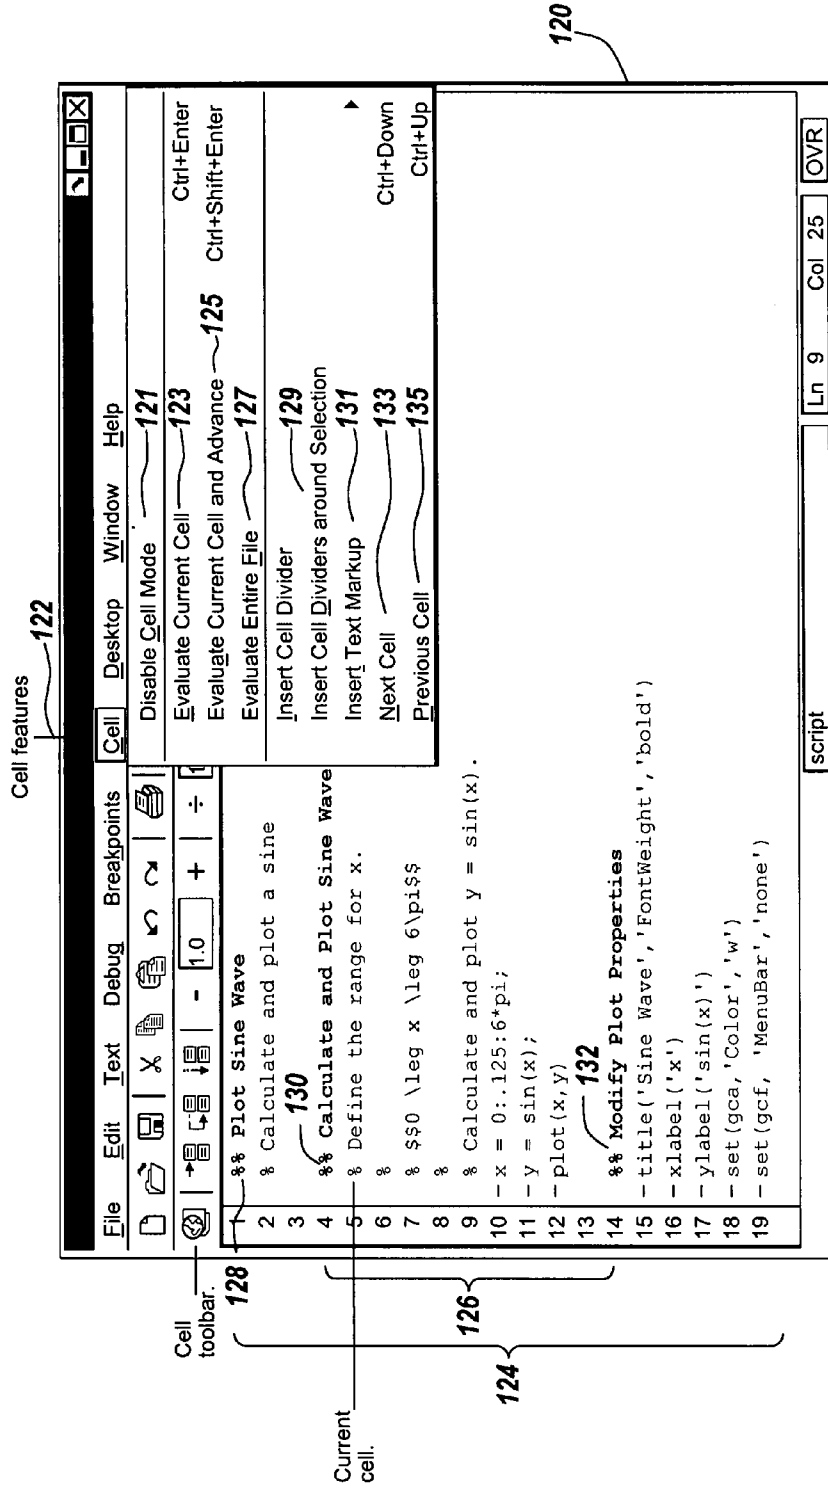 Cell features
122
120
File Edit Text Debug Breakpoints Cell Desktop Window Help
1.0
Cell toolbar.
Current cell.
Disable Cell Mode 121
Evaluate Current Cell 123 Ctrl+Enter
Evaluate Current Cell and Advance 125 Ctrl+Shift+Enter
Evaluate Entire File 127
Insert Cell Divider
129
Insert Cell Dividers around Selection
Insert Text Markup 131
Next Cell 133 Ctrl+Down
Previous Cell 135 Ctrl+Up
128
1 %% Plot Sine Wave
2 % Calculate and plot a sine
3
130
4 %% Calculate and Plot Sine Wave
5 % Define the range for x.
6 %
7 % $$0 \leg x \leg 6\pi$$
8 %
9 % Calculate and plot y = sin(x).
10 – x = 0:.125:6*pi;
11 – y = sin(x);
12 – plot(x,y)
13
132
14 %% Modify Plot Properties
15 – title('Sine Wave','FontWeight','bold')
16 – xlabel('x')
17 – ylabel('sin(x)')
18 – set(gca,'Color','w')
19 – set(gcf, 'MenuBar','none')
126
124
script Ln 9 Col 25 OVR